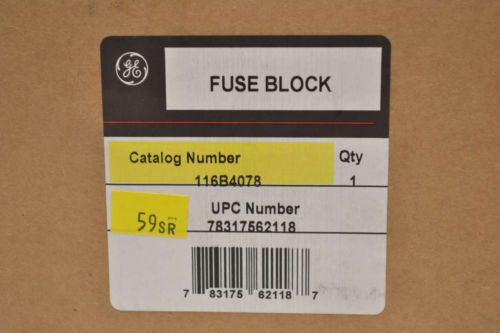 GE
FUSE BLOCK
Catalog Number Qty
116B4078 1
59SR
UPC Number
78317562118
7 83175 62118 7